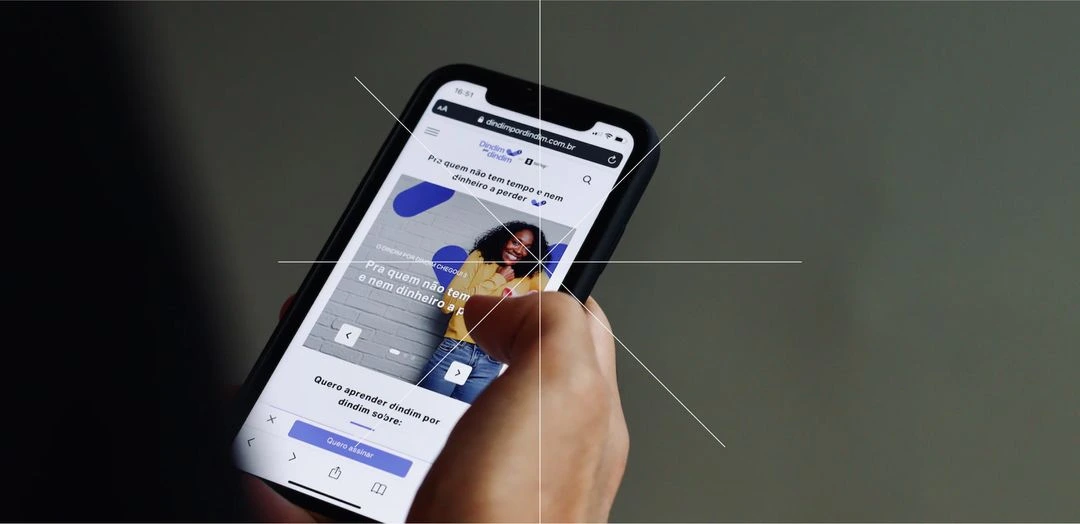 16:51
AA
dindimpordindim.com.br
Dindim
por
dindim
Pra quem não tem tempo e nem
dinheiro a perder
O DINDIM POR DINDIM CHEGOU!
Pra quem não tem
e nem dinheiro a p
Quero aprender dindim por
dindim sobre:
Quero assinar